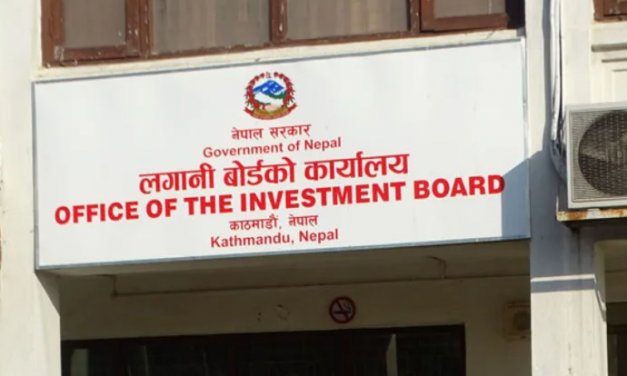 नेपाल सरकार
Government of Nepal
लगानी बोर्डको कार्यालय
OFFICE OF THE INVESTMENT BOARD
काठमाडौं, नेपाल
Kathmandu, Nepal